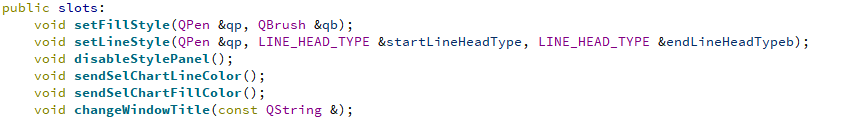 public slots:
    void setFillStyle(QPen &qp, QBrush &qb);
    void setLineStyle(QPen &qp, LINE_HEAD_TYPE &startLineHeadType, LINE_HEAD_TYPE &endLineHeadTypeb);
    void disableStylePanel();
    void sendSelChartLineColor();
    void sendSelChartFillColor();
    void changeWindowTitle(const QString &);